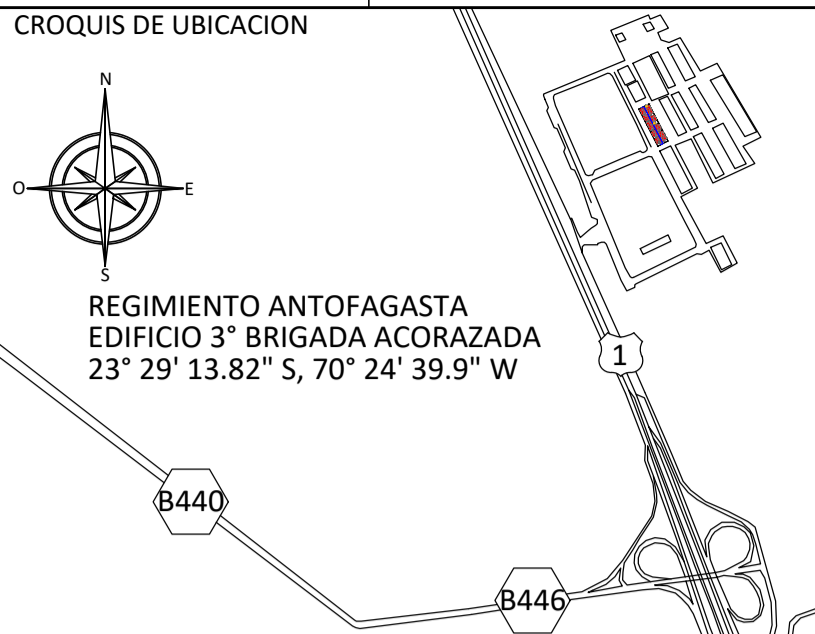 CROQUIS DE UBICACION
N
O
E
S
REGIMIENTO ANTOFAGASTA
EDIFICIO 3° BRIGADA ACORAZADA
23° 29' 13.82" S, 70° 24' 39.9" W
1
B440
B446